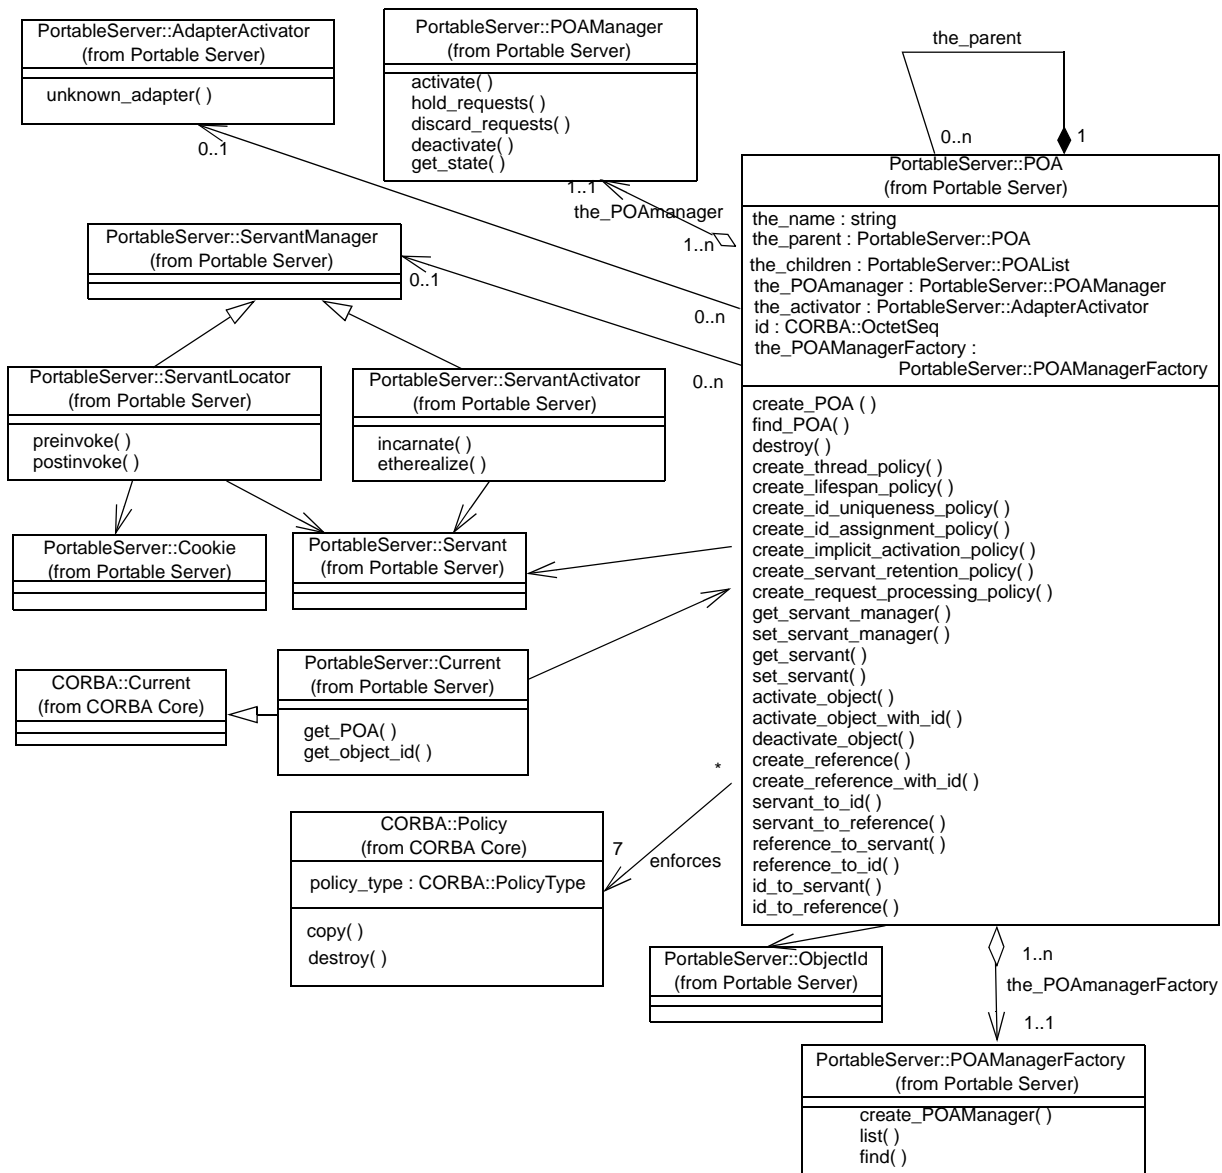 PortableServer::AdapterActivator
(from Portable Server)
unknown_adapter( )
0..1
PortableServer::POAManager
(from Portable Server)
activate( )
hold_requests( )
discard_requests( )
deactivate( )
get_state( )
1..1
the_POAmanager
1..n
the_parent
0..n
1
PortableServer::POA
(from Portable Server)
the_name : string
the_parent : PortableServer::POA
the_children : PortableServer::POAList
the_POAmanager : PortableServer::POAManager
the_activator : PortableServer::AdapterActivator
id : CORBA::OctetSeq
the_POAManagerFactory :
PortableServer::POAManagerFactory
create_POA ( )
find_POA( )
destroy( )
create_thread_policy( )
create_lifespan_policy( )
create_id_uniqueness_policy( )
create_id_assignment_policy( )
create_implicit_activation_policy( )
create_servant_retention_policy( )
create_request_processing_policy( )
get_servant_manager( )
set_servant_manager( )
get_servant( )
set_servant( )
activate_object( )
activate_object_with_id( )
deactivate_object( )
create_reference( )
create_reference_with_id( )
servant_to_id( )
servant_to_reference( )
reference_to_servant( )
reference_to_id( )
id_to_servant( )
id_to_reference( )
PortableServer::ServantManager
(from Portable Server)
0..1
0..n
0..n
PortableServer::ServantLocator
(from Portable Server)
preinvoke( )
postinvoke( )
PortableServer::ServantActivator
(from Portable Server)
incarnate( )
etherealize( )
PortableServer::Cookie
(from Portable Server)
PortableServer::Servant
(from Portable Server)
CORBA::Current
(from CORBA Core)
PortableServer::Current
(from Portable Server)
get_POA( )
get_object_id( )
*
CORBA::Policy
(from CORBA Core)
policy_type : CORBA::PolicyType
copy( )
destroy( )
7
enforces
PortableServer::ObjectId
(from Portable Server)
1..n
the_POAmanagerFactory
1..1
PortableServer::POAManagerFactory
(from Portable Server)
create_POAManager( )
list( )
find( )